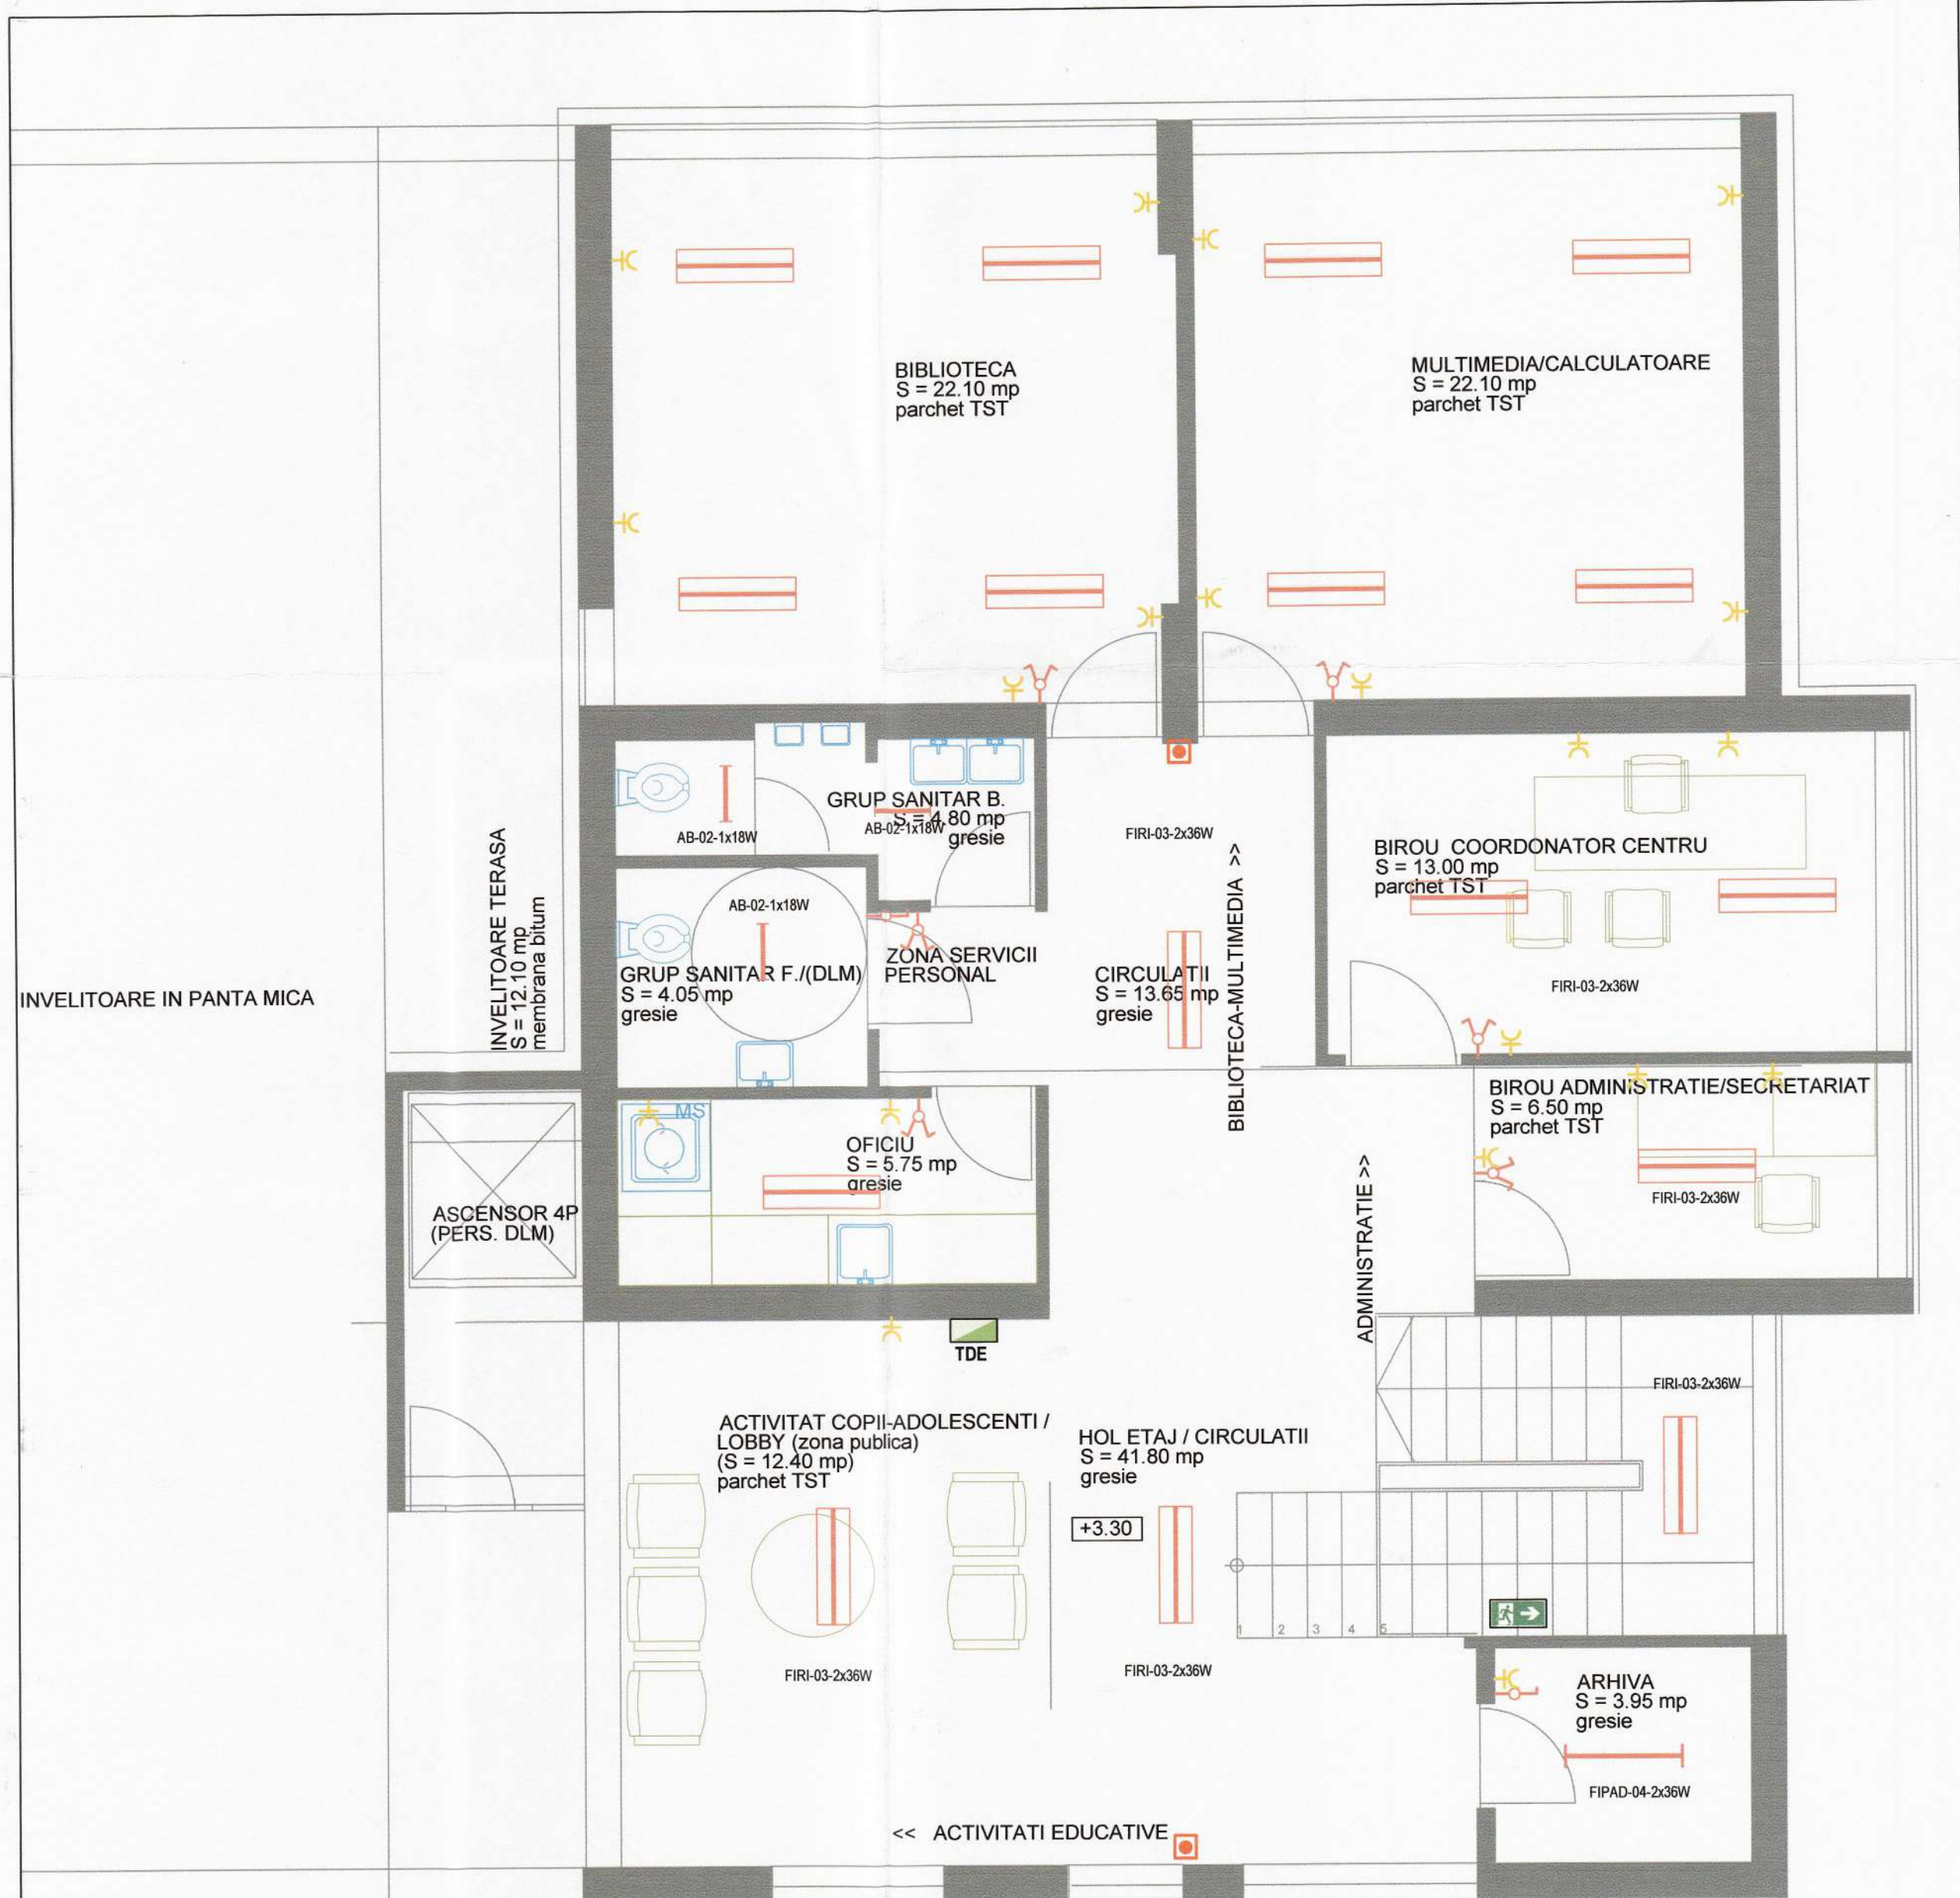 BIBLIOTECA
S = 22.10 mp
parchet TST
MULTIMEDIA/CALCULATOARE
S = 22.10 mp
parchet TST
GRUP SANITAR B.
S = 4.80 mp
gresie
AB-02-1x18W
AB-02-1x18W
FIRI-03-2x36W
BIROU COORDONATOR CENTRU
S = 13.00 mp
parchet TST
FIRI-03-2x36W
AB-02-1x18W
GRUP SANITAR F./(DLM)
S = 4.05 mp
gresie
ZONA SERVICII
PERSONAL
CIRCULATII
S = 13.65 mp
gresie
BIBLIOTECA-MULTIMEDIA >>
INVELITOARE TERASA
S = 12.10 mp
membrana bitum
INVELITOARE IN PANTA MICA
MS
OFICIU
S = 5.75 mp
gresie
BIROU ADMINISTRATIE/SECRETARIAT
S = 6.50 mp
parchet TST
FIRI-03-2x36W
ASCENSOR 4P
(PERS. DLM)
ADMINISTRATIE >>
TDE
FIRI-03-2x36W
ACTIVITAT COPII-ADOLESCENTI /
LOBBY (zona publica)
(S = 12.40 mp)
parchet TST
HOL ETAJ / CIRCULATII
S = 41.80 mp
gresie
+3.30
1 2 3 4 5
FIRI-03-2x36W
FIRI-03-2x36W
ARHIVA
S = 3.95 mp
gresie
FIPAD-04-2x36W
<< ACTIVITATI EDUCATIVE